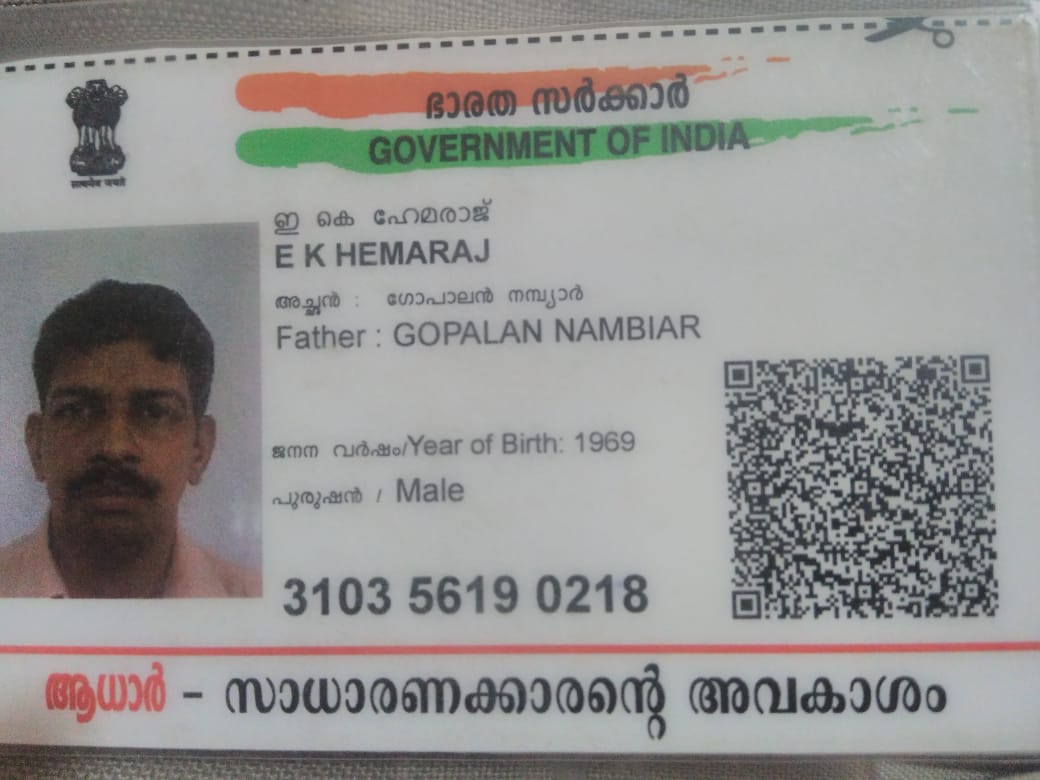 ഭാരത സർക്കാർ
GOVERNMENT OF INDIA
सत्यमेव जयते
ഇ കെ ഹേമരാജ്
E K HEMARAJ
അച്ഛൻ : ഗോപാലൻ നമ്പ്യാർ
Father : GOPALAN NAMBIAR
ജനന വർഷം/Year of Birth: 1969
പുരുഷൻ / Male
3103 5619 0218
ആധാർ - സാധാരണക്കാരന്റെ അവകാശം